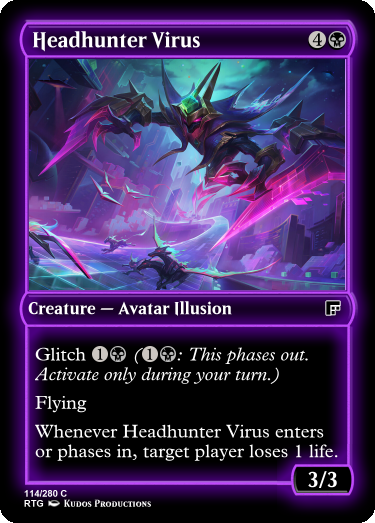 Headhunter Virus 4
Creature — Avatar Illusion
Glitch 1 (1: This phases out.
Activate only during your turn.)
Flying
Whenever Headhunter Virus enters
or phases in, target player loses 1 life.
3/3
114/280 C
RTG Kudos Productions